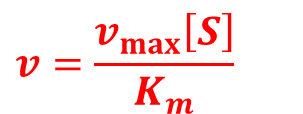 v = v_max[S] / K_m